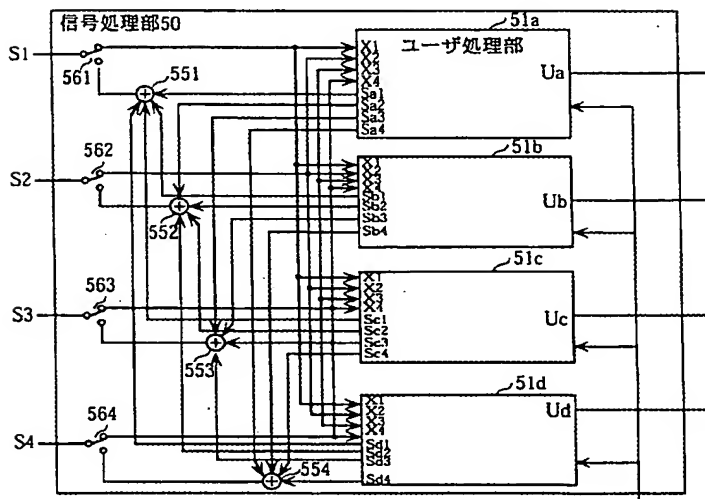 信号処理部50
51a
S1
561
551
X1
X2
X3
X4
Sa1
Sa2
Sa3
Sa4
ユーザ処理部
Ua
51b
S2
562
552
X1
X2
X3
X4
Sb1
Sb2
Sb3
Sb4
Ub
51c
S3
563
553
X1
X2
X3
X4
Sc1
Sc2
Sc3
Sc4
Uc
51d
S4
564
554
X1
X2
X3
X4
Sd1
Sd2
Sd3
Sd4
Ud